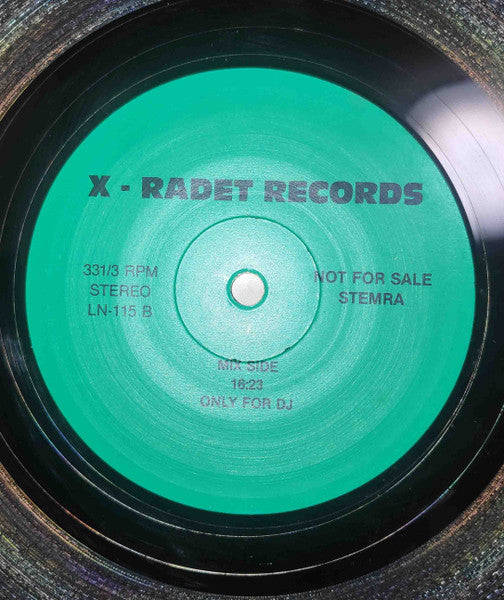 X - RADET RECORDS
331/3 RPM
STEREO
LN-115 B
NOT FOR SALE
STEMRA
MIX SIDE
16:23
ONLY FOR DJ